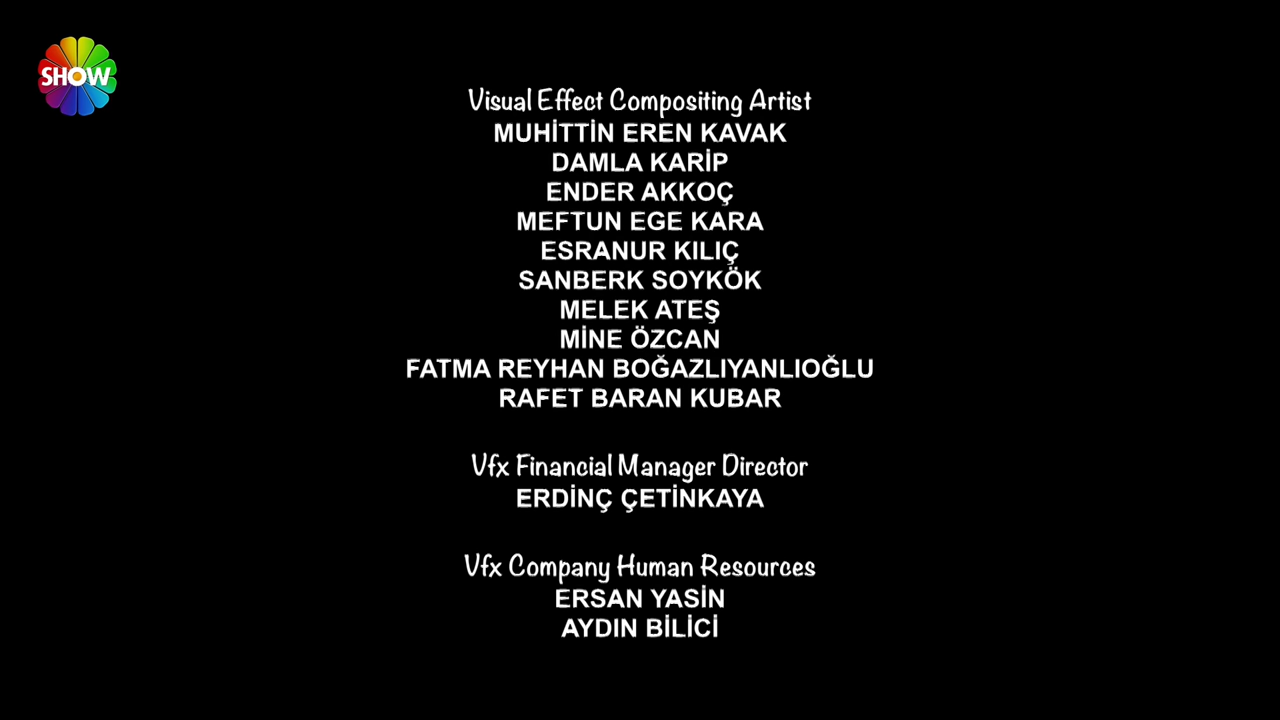 SHOW
Visual Effect Compositing Artist
MUHİTTİN EREN KAVAK
DAMLA KARİP
ENDER AKKOÇ
MEFTUN EGE KARA
ESRANUR KILIÇ
SANBERK SOYKÖK
MELEK ATEŞ
MİNE ÖZCAN
FATMA REYHAN BOĞAZLIYANLIOĞLU
RAFET BARAN KUBAR
Vfx Financial Manager Director
ERDİNÇ ÇETİNKAYA
Vfx Company Human Resources
ERSAN YASİN
AYDIN BİLİCİ